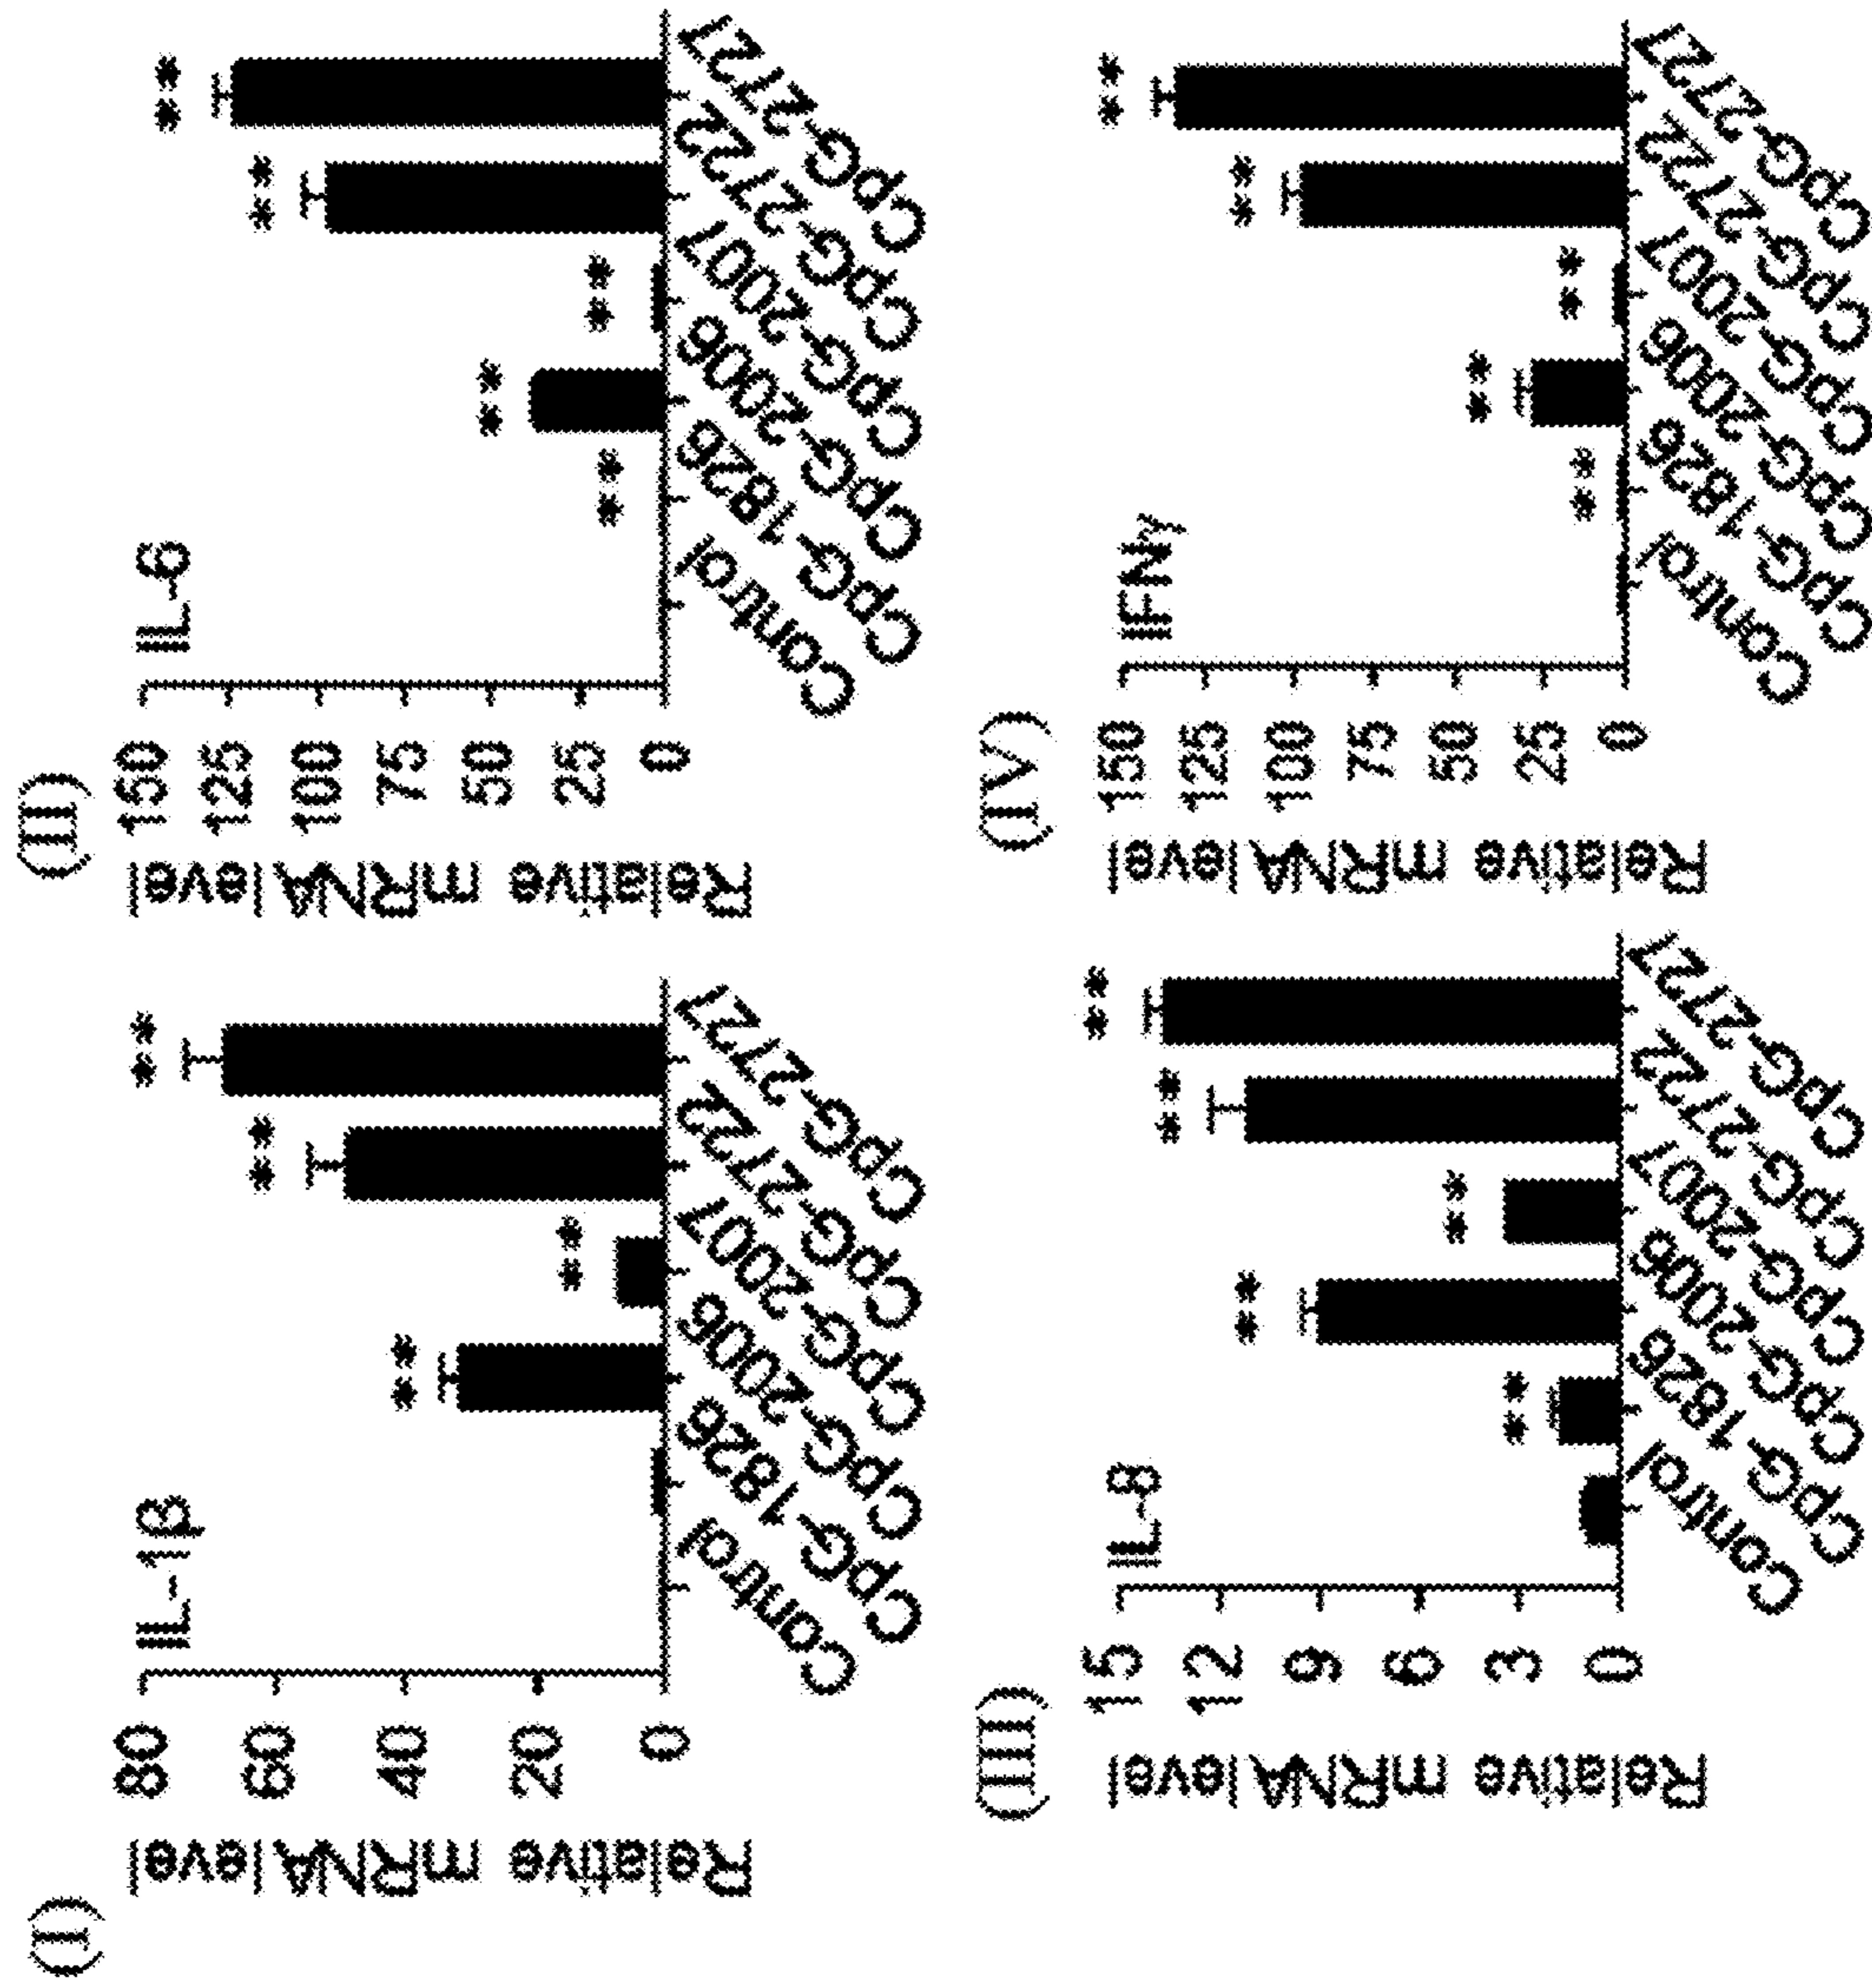 (I)
IL-1β
Relative mRNA level
80
60
40
20
0
** ** ** **
Control
CpG-1826
CpG-2006
CpG-2007
CpG-2722
CpG-2727
(II)
IL-6
Relative mRNA level
150
125
100
75
50
25
0
** ** ** ** **
Control
CpG-1826
CpG-2006
CpG-2007
CpG-2722
CpG-2727
(III)
IL-8
Relative mRNA level
15
12
9
6
3
0
** ** ** ** **
Control
CpG-1826
CpG-2006
CpG-2007
CpG-2722
CpG-2727
(IV)
IFNγ
Relative mRNA level
150
125
100
75
50
25
0
** ** ** ** **
Control
CpG-1826
CpG-2006
CpG-2007
CpG-2722
CpG-2727